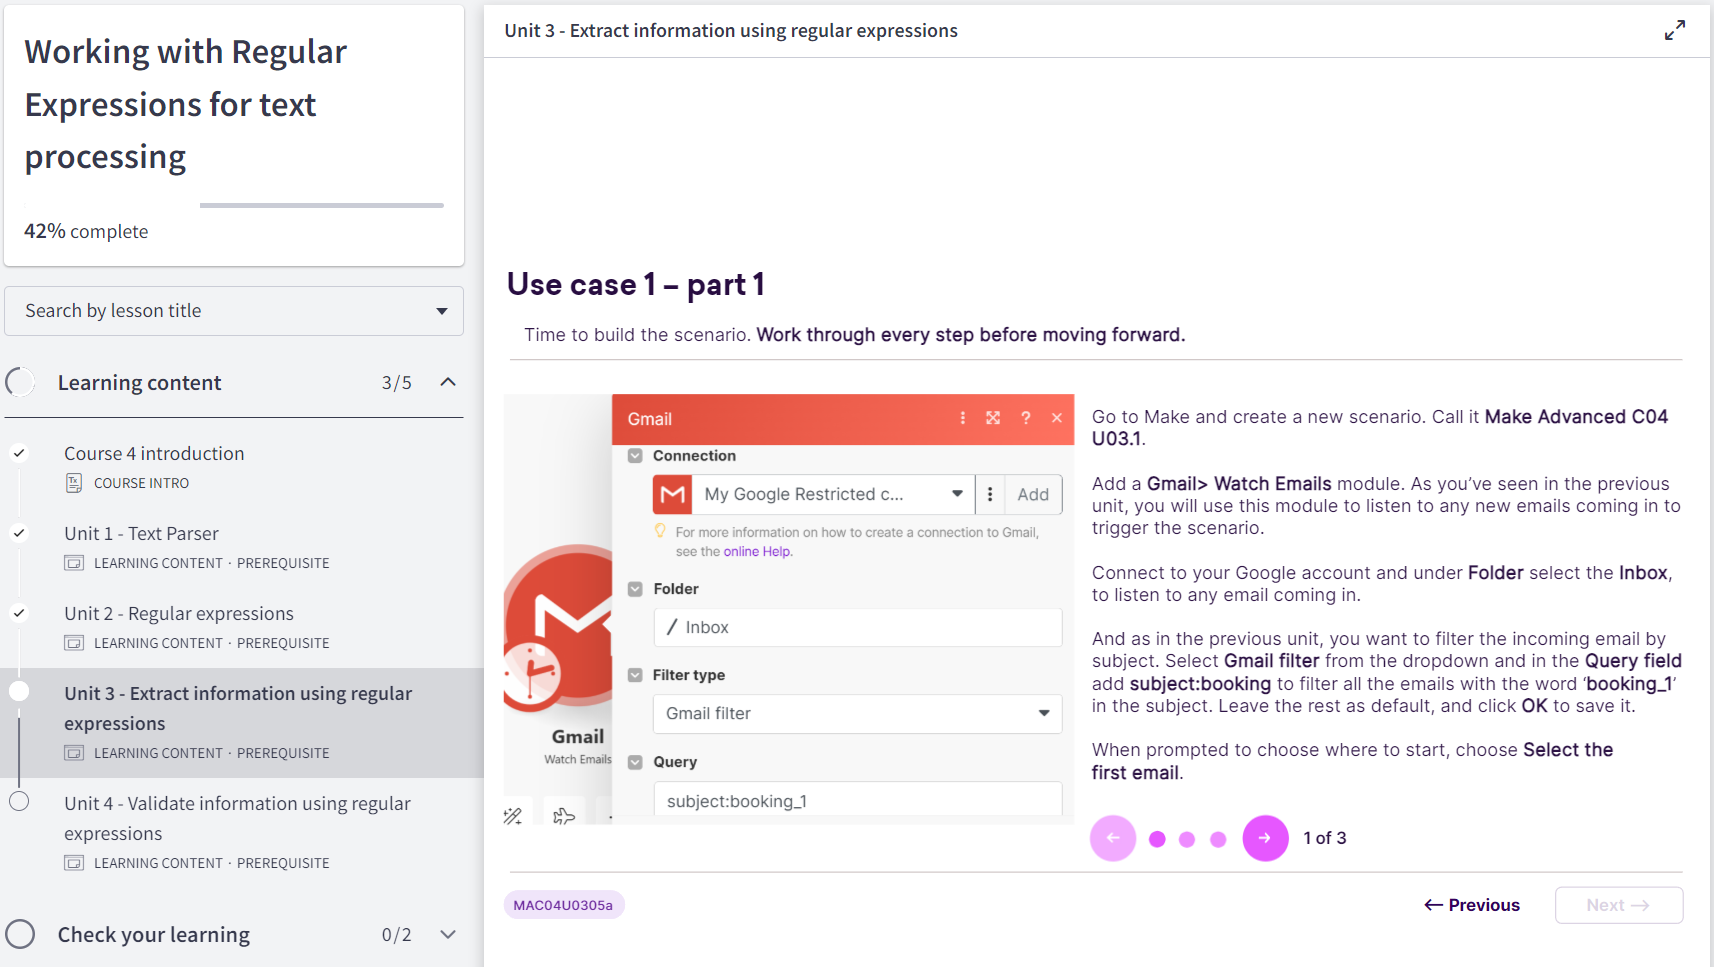 Working with Regular
Expressions for text
processing
42% complete
Search by lesson title
Learning content 3/5
Course 4 introduction
COURSE INTRO
Unit 1 - Text Parser
LEARNING CONTENT · PREREQUISITE
Unit 2 - Regular expressions
LEARNING CONTENT · PREREQUISITE
Unit 3 - Extract information using regular
expressions
LEARNING CONTENT · PREREQUISITE
Unit 4 - Validate information using regular
expressions
LEARNING CONTENT · PREREQUISITE
Check your learning 0/2
Unit 3 - Extract information using regular expressions
Use case 1 – part 1
Time to build the scenario. Work through every step before moving forward.
Gmail
Watch Emails
Gmail ?
Connection
My Google Restricted c... Add
For more information on how to create a connection to Gmail,
see the online Help.
Folder
/ Inbox
Filter type
Gmail filter
Query
subject:booking_1
Go to Make and create a new scenario. Call it Make Advanced C04
U03.1.
Add a Gmail> Watch Emails module. As you’ve seen in the previous
unit, you will use this module to listen to any new emails coming in to
trigger the scenario.
Connect to your Google account and under Folder select the Inbox,
to listen to any email coming in.
And as in the previous unit, you want to filter the incoming email by
subject. Select Gmail filter from the dropdown and in the Query field
add subject:booking to filter all the emails with the word ‘booking_1’
in the subject. Leave the rest as default, and click OK to save it.
When prompted to choose where to start, choose Select the
first email.
1 of 3
MAC04U0305a
← Previous
Next →